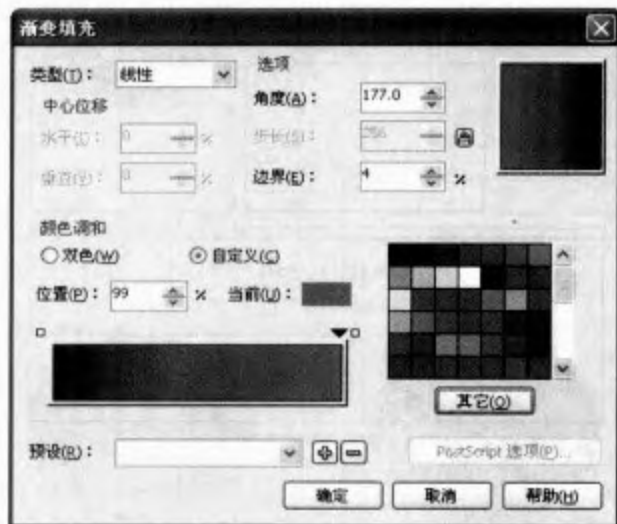 渐变填充
类型(T): 线性
选项
中心位移
角度(A): 177.0
水平(I): 0 %
步长(S): 256
垂直(V): 0 %
边界(E): 4 %
颜色调和
双色(W) 自定义(C)
位置(P): 99 % 当前(U):
其它(O)
预设(R):
PostScript 选项(P)...
确定 取消 帮助(H)